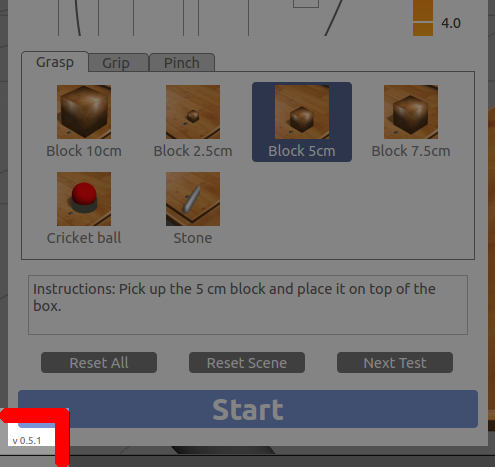 4.0
Grasp Grip Pinch
Block 10cm Block 2.5cm Block 5cm Block 7.5cm
Cricket ball Stone
Instructions: Pick up the 5 cm block and place it on top of the
box.
Reset All Reset Scene Next Test
Start
v 0.5.1